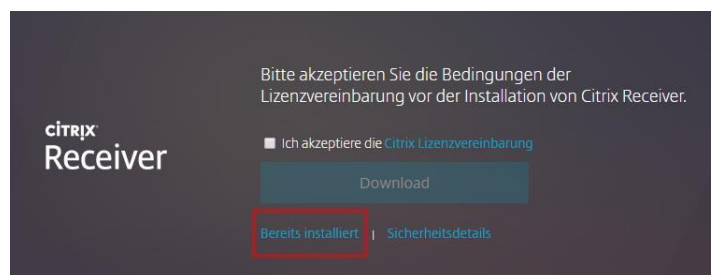 Bitte akzeptieren Sie die Bedingungen der
Lizenzvereinbarung vor der Installation von Citrix Receiver.
CITRIX
Receiver
Ich akzeptiere die Citrix Lizenzvereinbarung
Download
Bereits installiert | Sicherheitsdetails